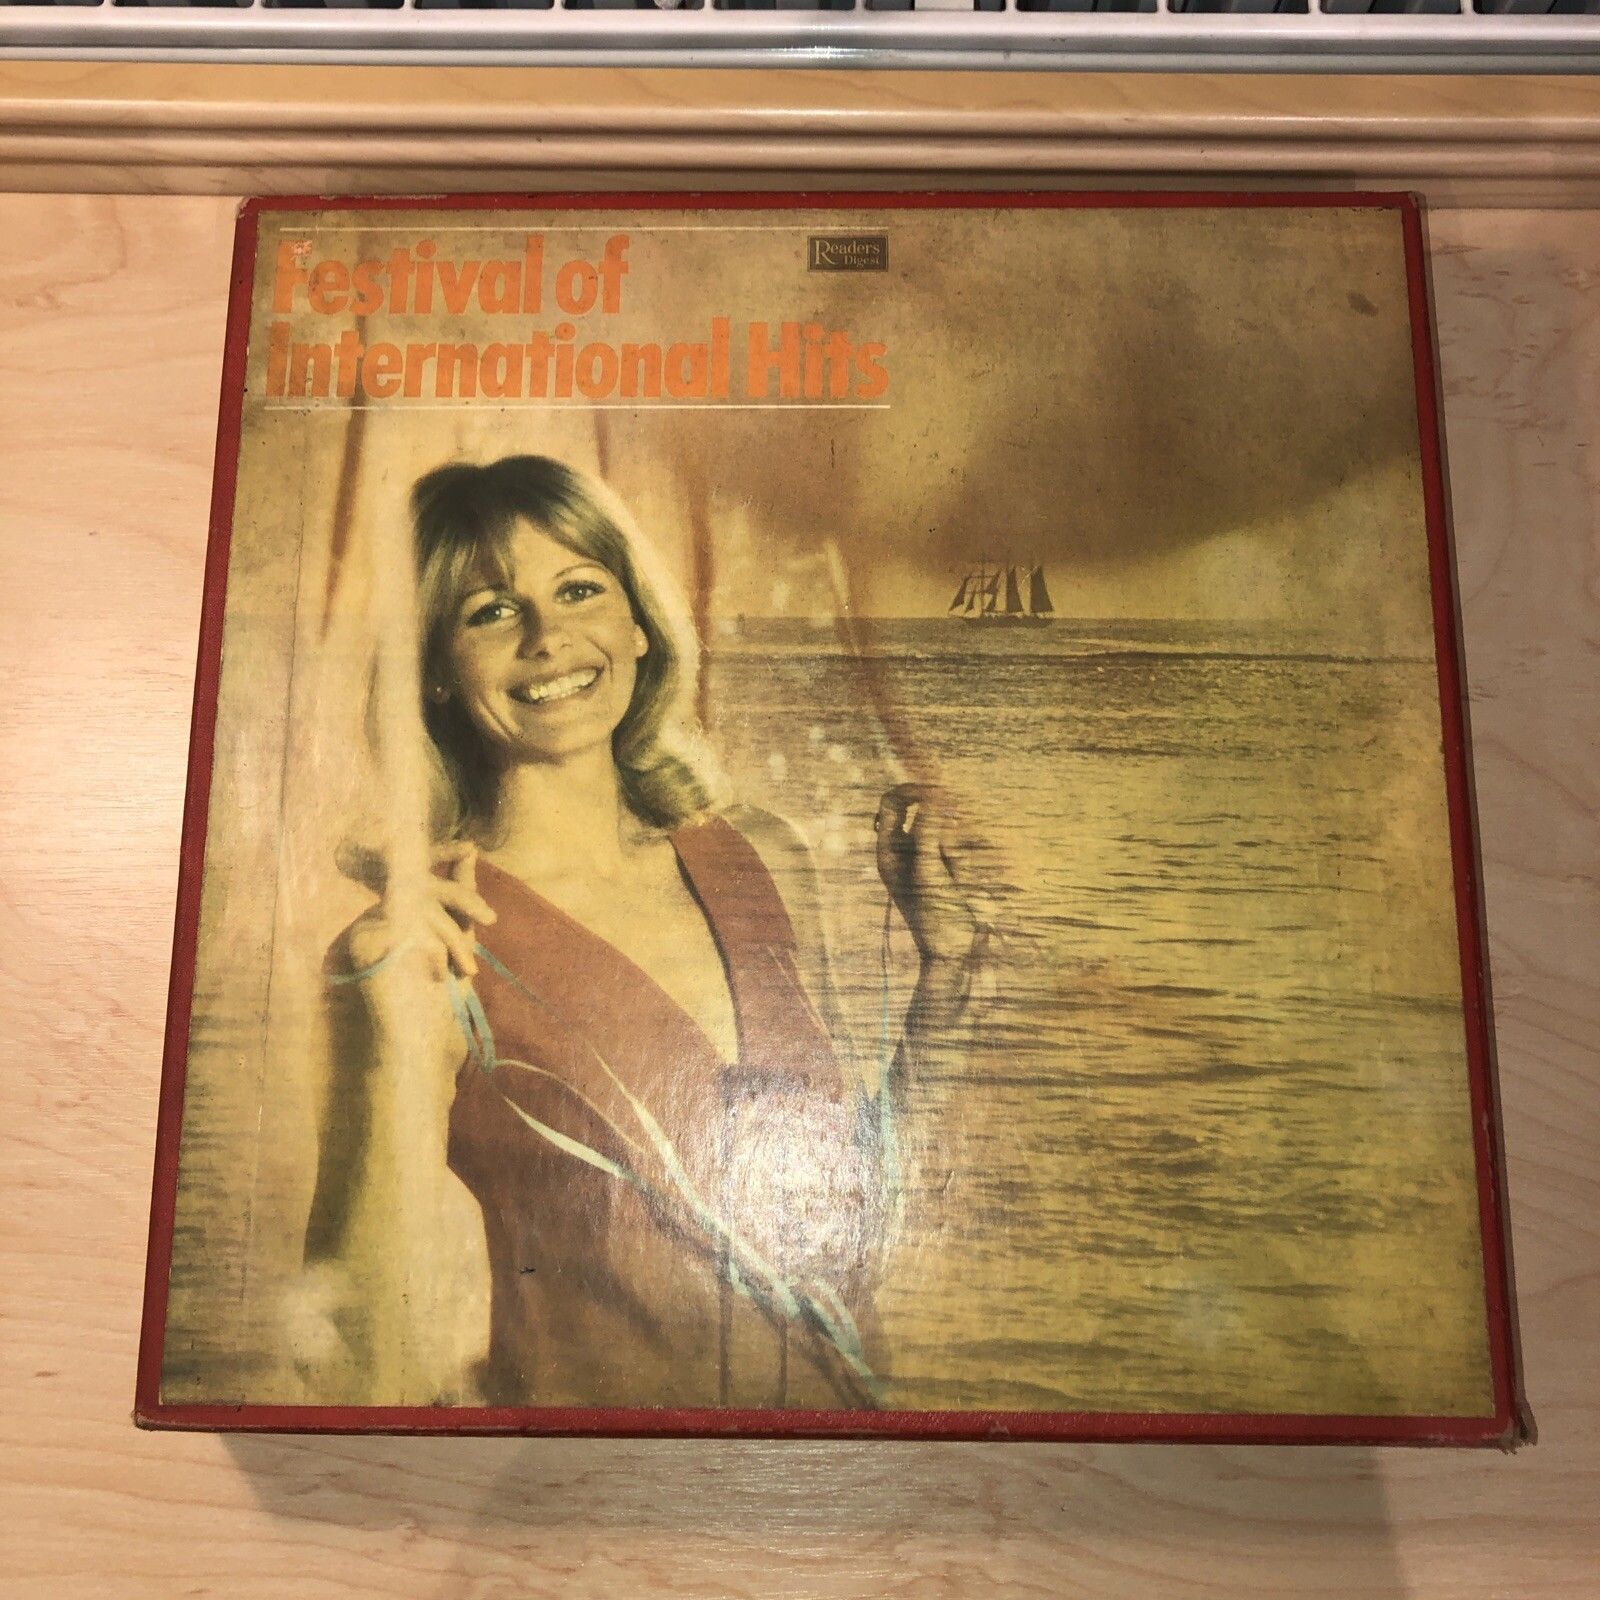 Festival of
International Hits
Readers
Digest